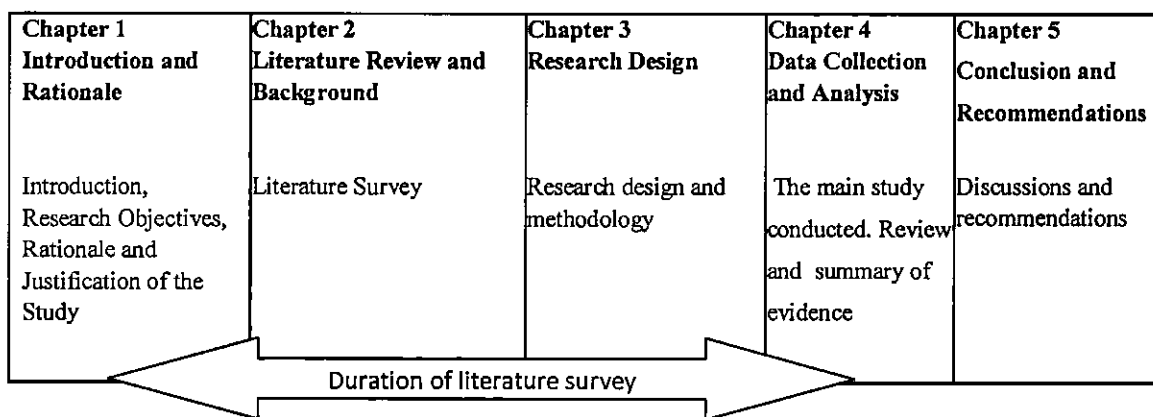 Chapter 1
Introduction and
Rationale
Introduction,
Research Objectives,
Rationale and
Justification of the
Study
Chapter 2
Literature Review and
Background
Literature Survey
Chapter 3
Research Design
Research design and
methodology
Chapter 4
Data Collection
and Analysis
The main study
conducted. Review
and summary of
evidence
Chapter 5
Conclusion and
Recommendations
Discussions and
recommendations
Duration of literature survey